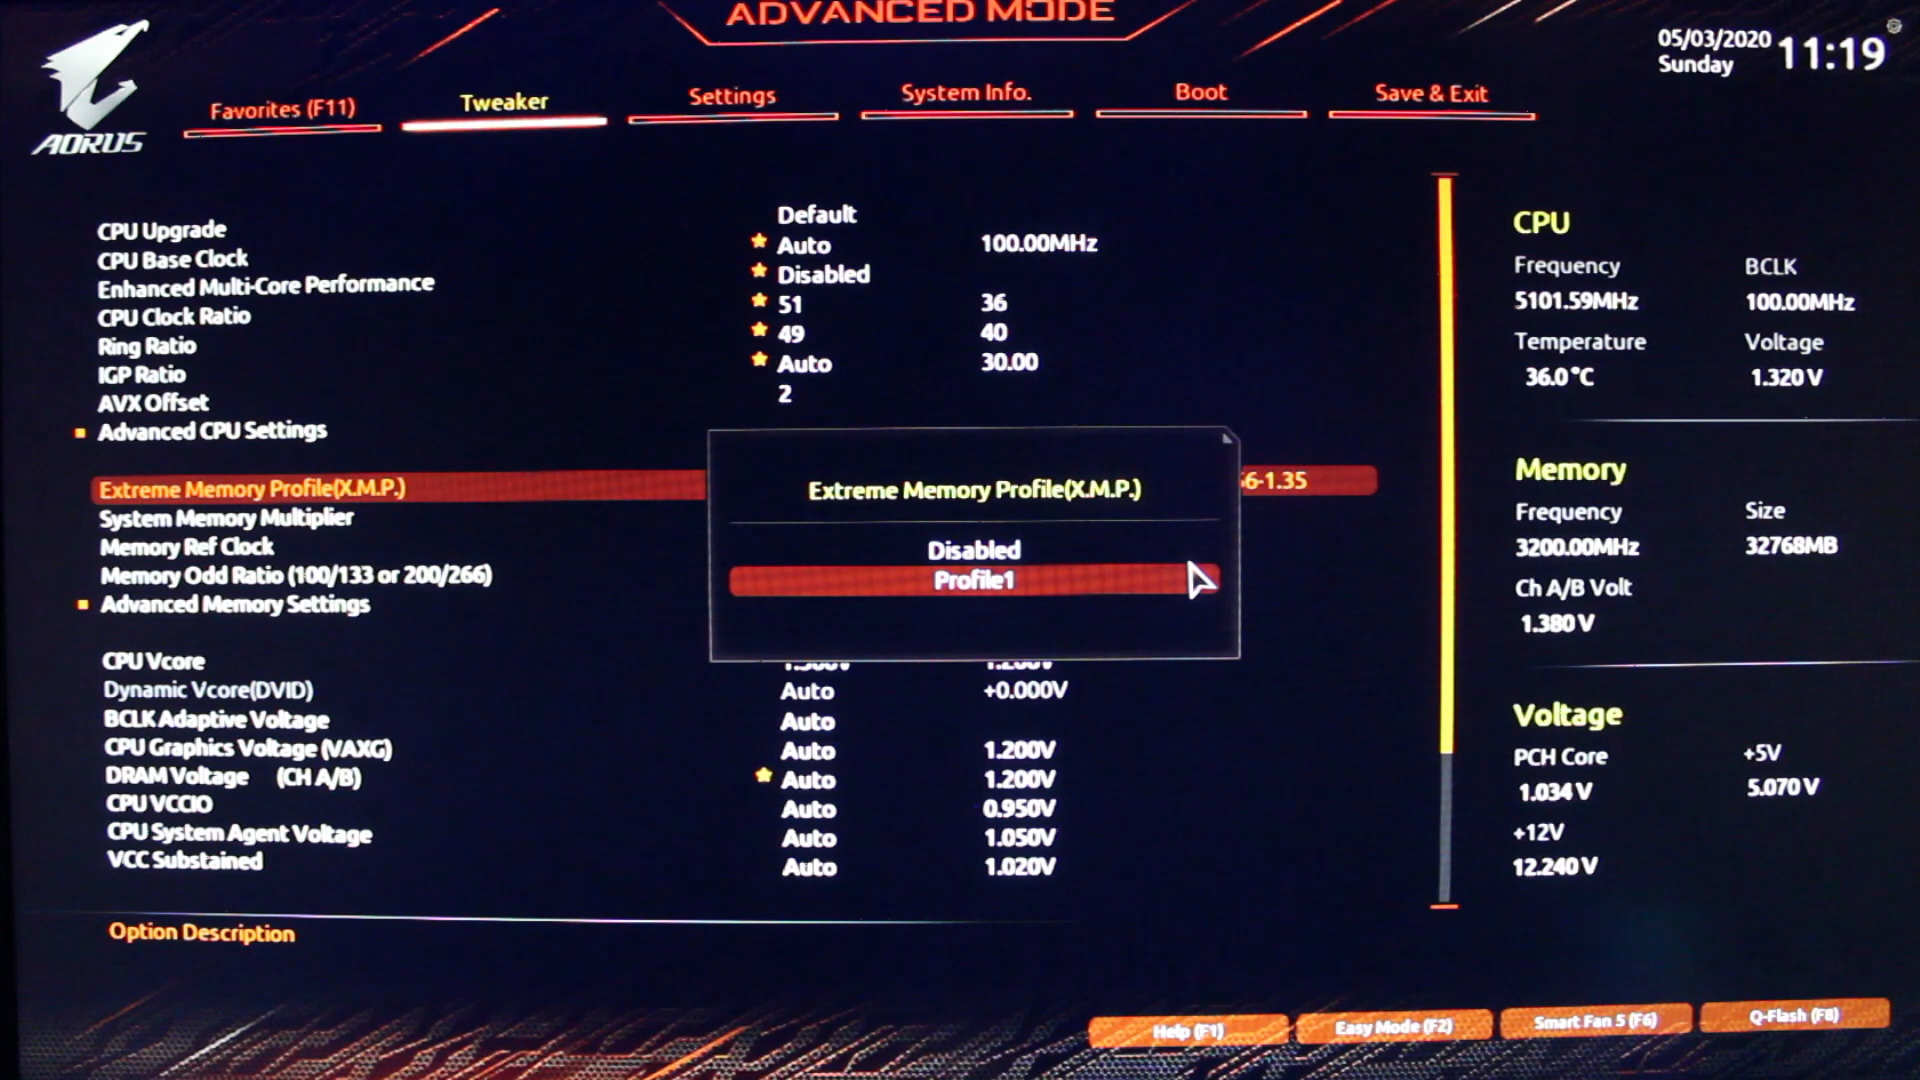 ADVANCED MODE
AORUS
05/03/2020
Sunday
11:19
Favorites (F11)
Tweaker
Settings
System Info.
Boot
Save & Exit
CPU Upgrade Default
CPU Base Clock Auto 100.00MHz
Enhanced Multi-Core Performance Disabled
CPU Clock Ratio 51 36
Ring Ratio 49 40
IGP Ratio Auto 30.00
AVX Offset 2
Advanced CPU Settings
Extreme Memory Profile(X.M.P.) 6-1.35
System Memory Multiplier
Memory Ref Clock
Memory Odd Ratio (100/133 or 200/266)
Advanced Memory Settings
Extreme Memory Profile(X.M.P.)
Disabled
Profile1
CPU Vcore
Dynamic Vcore(DVID) Auto +0.000V
BCLK Adaptive Voltage Auto
CPU Graphics Voltage (VAXG) Auto 1.200V
DRAM Voltage (CH A/B) Auto 1.200V
CPU VCCIO Auto 0.950V
CPU System Agent Voltage Auto 1.050V
VCC Substained Auto 1.020V
Option Description
CPU
Frequency BCLK
5101.59MHz 100.00MHz
Temperature Voltage
36.0°C 1.320 V
Memory
Frequency Size
3200.00MHz 32768MB
Ch A/B Volt
1.380 V
Voltage
PCH Core +5V
1.034 V 5.070 V
+12V
12.240 V
Help (F1)
Easy Mode (F2)
Smart Fan 5 (F6)
Q-Flash (F8)